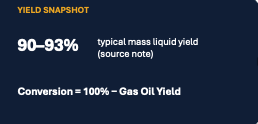 YIELD SNAPSHOT
90–93% typical mass liquid yield
(source note)
Conversion = 100% − Gas Oil Yield